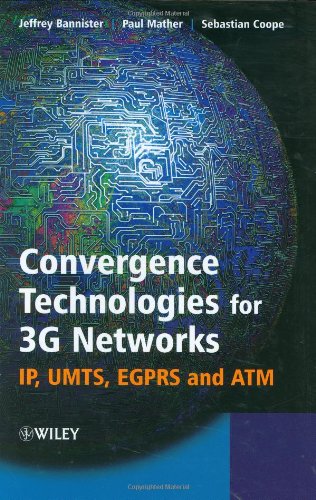 Jeffrey Bannister | Paul Mather | Sebastian Coope
Convergence
Technologies for
3G Networks
IP, UMTS, EGPRS and ATM
WILEY